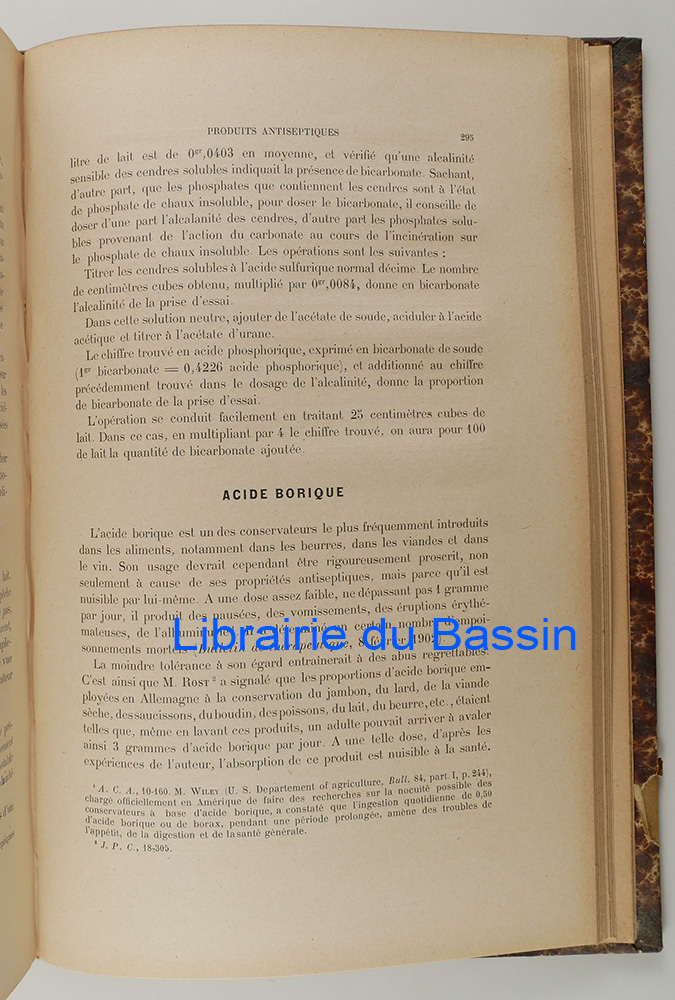 PRODUITS ANTISEPTIQUES
295
litre de lait est de 0gr,0403 en moyenne, et vérifié qu'une alcalinité
sensible des cendres solubles indiquait la présence de bicarbonate. Sachant,
d'autre part, que les phosphates que contiennent les cendres sont à l'état
de phosphate de chaux insoluble, pour doser le bicarbonate, il conseille de
doser d'une part l'alcalanité des cendres, d'autre part les phosphates solu-
bles provenant de l'action du carbonate au cours de l'incinération sur
le phosphate de chaux insoluble. Les opérations sont les suivantes :
Titrer les cendres solubles à l'acide sulfurique normal décime. Le nombre
de centimètres cubes obtenu, multiplié par 0gr,0084, donne en bicarbonate
l'alcalinité de la prise d'essai.
Dans cette solution neutre, ajouter de l'acétate de soude, aciduler à l'acide
acétique et titrer à l'acétate d'urane.
Le chiffre trouvé en acide phosphorique, exprimé en bicarbonate de soude
(1gr bicarbonate = 0,4226 acide phosphorique), et additionné au chiffre
précédemment trouvé dans le dosage de l'alcalinité, donne la proportion
de bicarbonate de la prise d'essai.
L'opération se conduit facilement en traitant 25 centimètres cubes de
lait. Dans ce cas, en multipliant par 4 le chiffre trouvé, on aura pour 100
de lait la quantité de bicarbonate ajoutée.
ACIDE BORIQUE
L'acide borique est un des conservateurs le plus fréquemment introduits
dans les aliments, notamment dans les beurres, dans les viandes et dans
le vin. Son usage devrait cependant être rigoureusement proscrit, non
seulement à cause de ses propriétés antiseptiques, mais parce qu'il est
nuisible par lui-même. A une dose assez faible, ne dépassant pas 1 gramme
par jour, il produit des nausées, des vomissements, des éruptions érythé-
mateuses, de l'albuminurie un certain nombre d'empoi-
sonnements mortels
Librairie du Bassin
La moindre tolérance à son égard entraînerait à des abus regrettables.
C'est ainsi que M. ROST ² a signalé que les proportions d'acide borique em-
ployées en Allemagne à la conservation du jambon, du lard, de la viande
sèche, des saucissons, du boudin, des poissons, du lait, du beurre, etc., étaient
telles que, même en lavant ces produits, un adulte pouvait arriver à avaler
ainsi 3 grammes d'acide borique par jour. A une telle dose, d'après les
expériences de l'auteur, l'absorption de ce produit est nuisible à la santé.
¹ A. C. A., 10-160. M. WILEY (U. S. Departement of agriculture, Bull. 84, part. I, p. 244),
chargé officiellement en Amérique de faire des recherches sur la nocuité possible des
conservateurs à base d'acide borique, a constaté que l'ingestion quotidienne de 0,50
d'acide borique ou de borax, pendant une période prolongée, amène des troubles de
l'appétit, de la digestion et de la santé générale.
² J. P. C., 18-305.